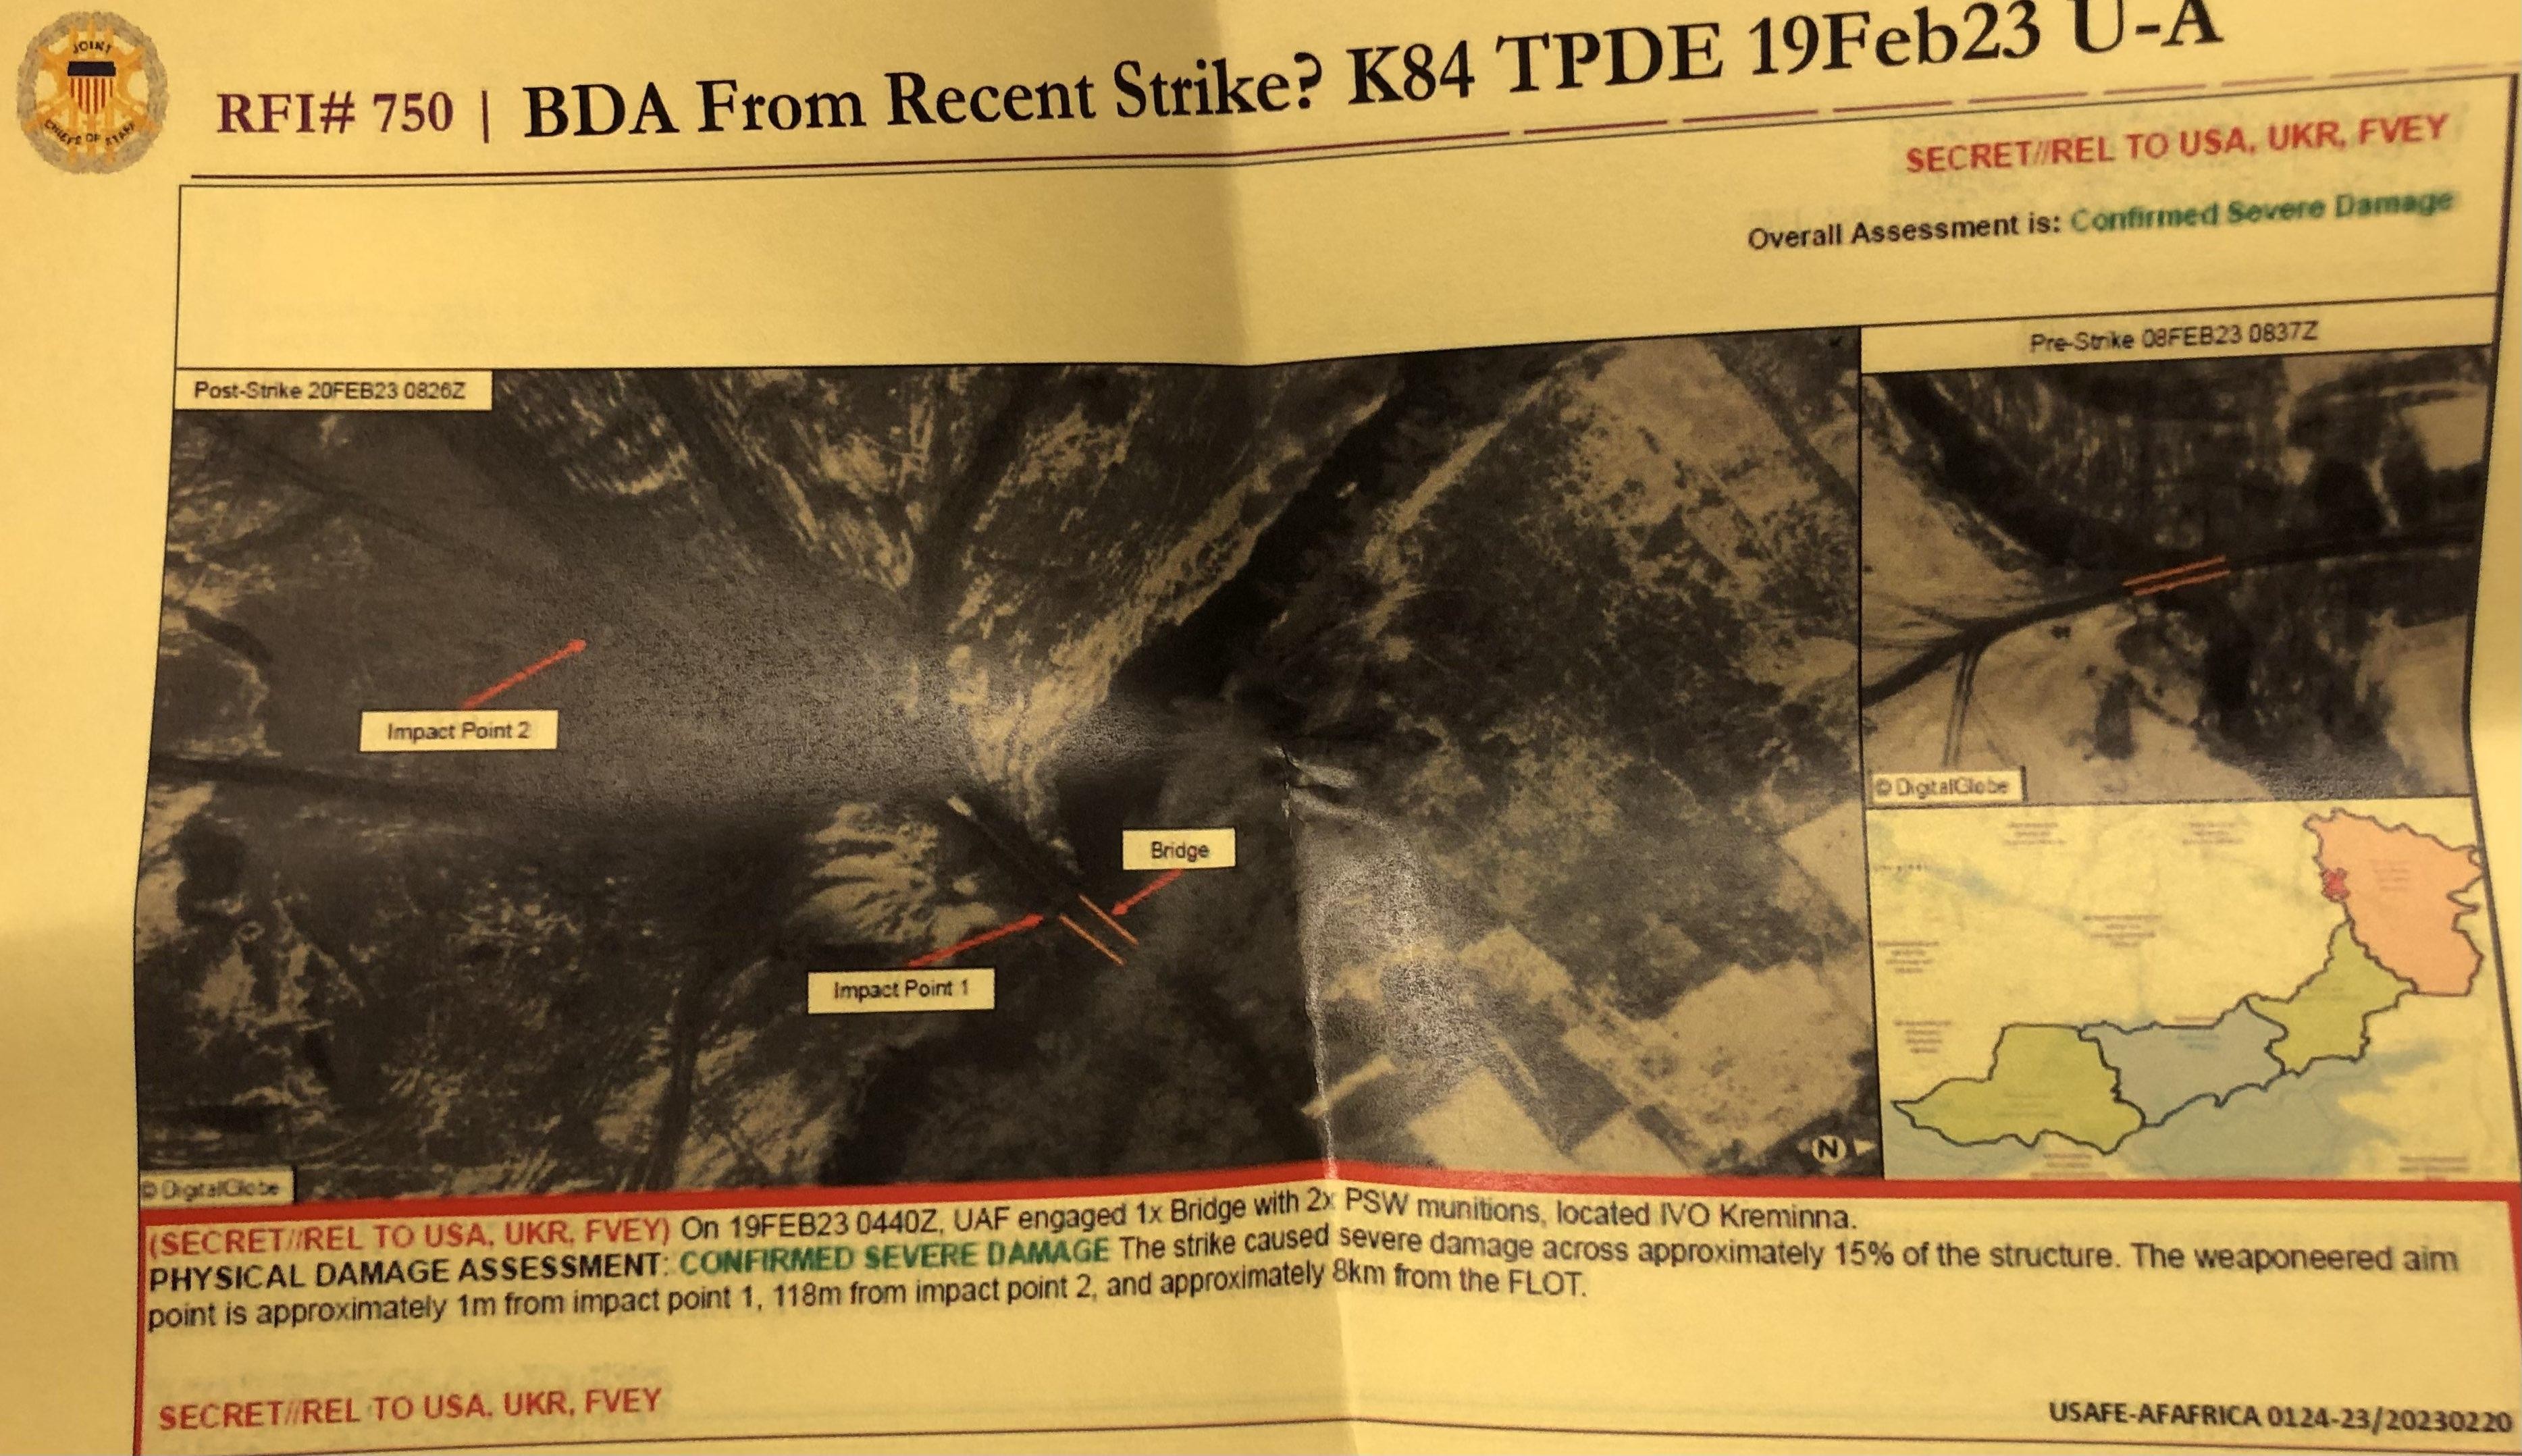 JOINT
CHIEFS OF STAFF
RFI# 750 | BDA From Recent Strike? K84 TPDE 19Feb23 U-A
SECRET//REL TO USA, UKR, FVEY
Overall Assessment is: Confirmed Severe Damage
Pre-Strike 08FEB23 0837Z
Post-Strike 20FEB23 0826Z
Impact Point 2
© DigitalGlobe
Bridge
Impact Point 1
N
© DigitalGlobe
(SECRET//REL TO USA, UKR, FVEY) On 19FEB23 0440Z, UAF engaged 1x Bridge with 2x PSW munitions, located IVO Kreminna.
PHYSICAL DAMAGE ASSESSMENT: CONFIRMED SEVERE DAMAGE The strike caused severe damage across approximately 15% of the structure. The weaponeered aim
point is approximately 1m from impact point 1, 118m from impact point 2, and approximately 8km from the FLOT.
SECRET//REL TO USA, UKR, FVEY
USAFE-AFAFRICA 0124-23/20230220